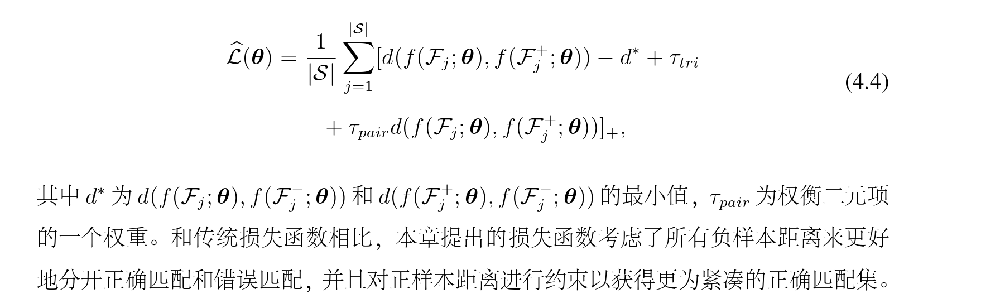 $\widehat{\mathcal{L}}(\boldsymbol{\theta}) = \frac{1}{|\mathcal{S}|} \sum_{j=1}^{|\mathcal{S}|} [d(f(\mathcal{F}_j; \boldsymbol{\theta}), f(\mathcal{F}_j^+; \boldsymbol{\theta})) - d^* + \tau_{tri}$
(4.4)
$+ \tau_{pair} d(f(\mathcal{F}_j; \boldsymbol{\theta}), f(\mathcal{F}_j^+; \boldsymbol{\theta}))]_+,$
其中 $d^*$ 为 $d(f(\mathcal{F}_j; \boldsymbol{\theta}), f(\mathcal{F}_j^-; \boldsymbol{\theta}))$ 和 $d(f(\mathcal{F}_j^+; \boldsymbol{\theta}), f(\mathcal{F}_j^-; \boldsymbol{\theta}))$ 的最小值，$\tau_{pair}$ 为权衡二元项
的一个权重。和传统损失函数相比，本章提出的损失函数考虑了所有负样本距离来更好
地分开正确匹配和错误匹配，并且对正样本距离进行约束以获得更为紧凑的正确匹配集。